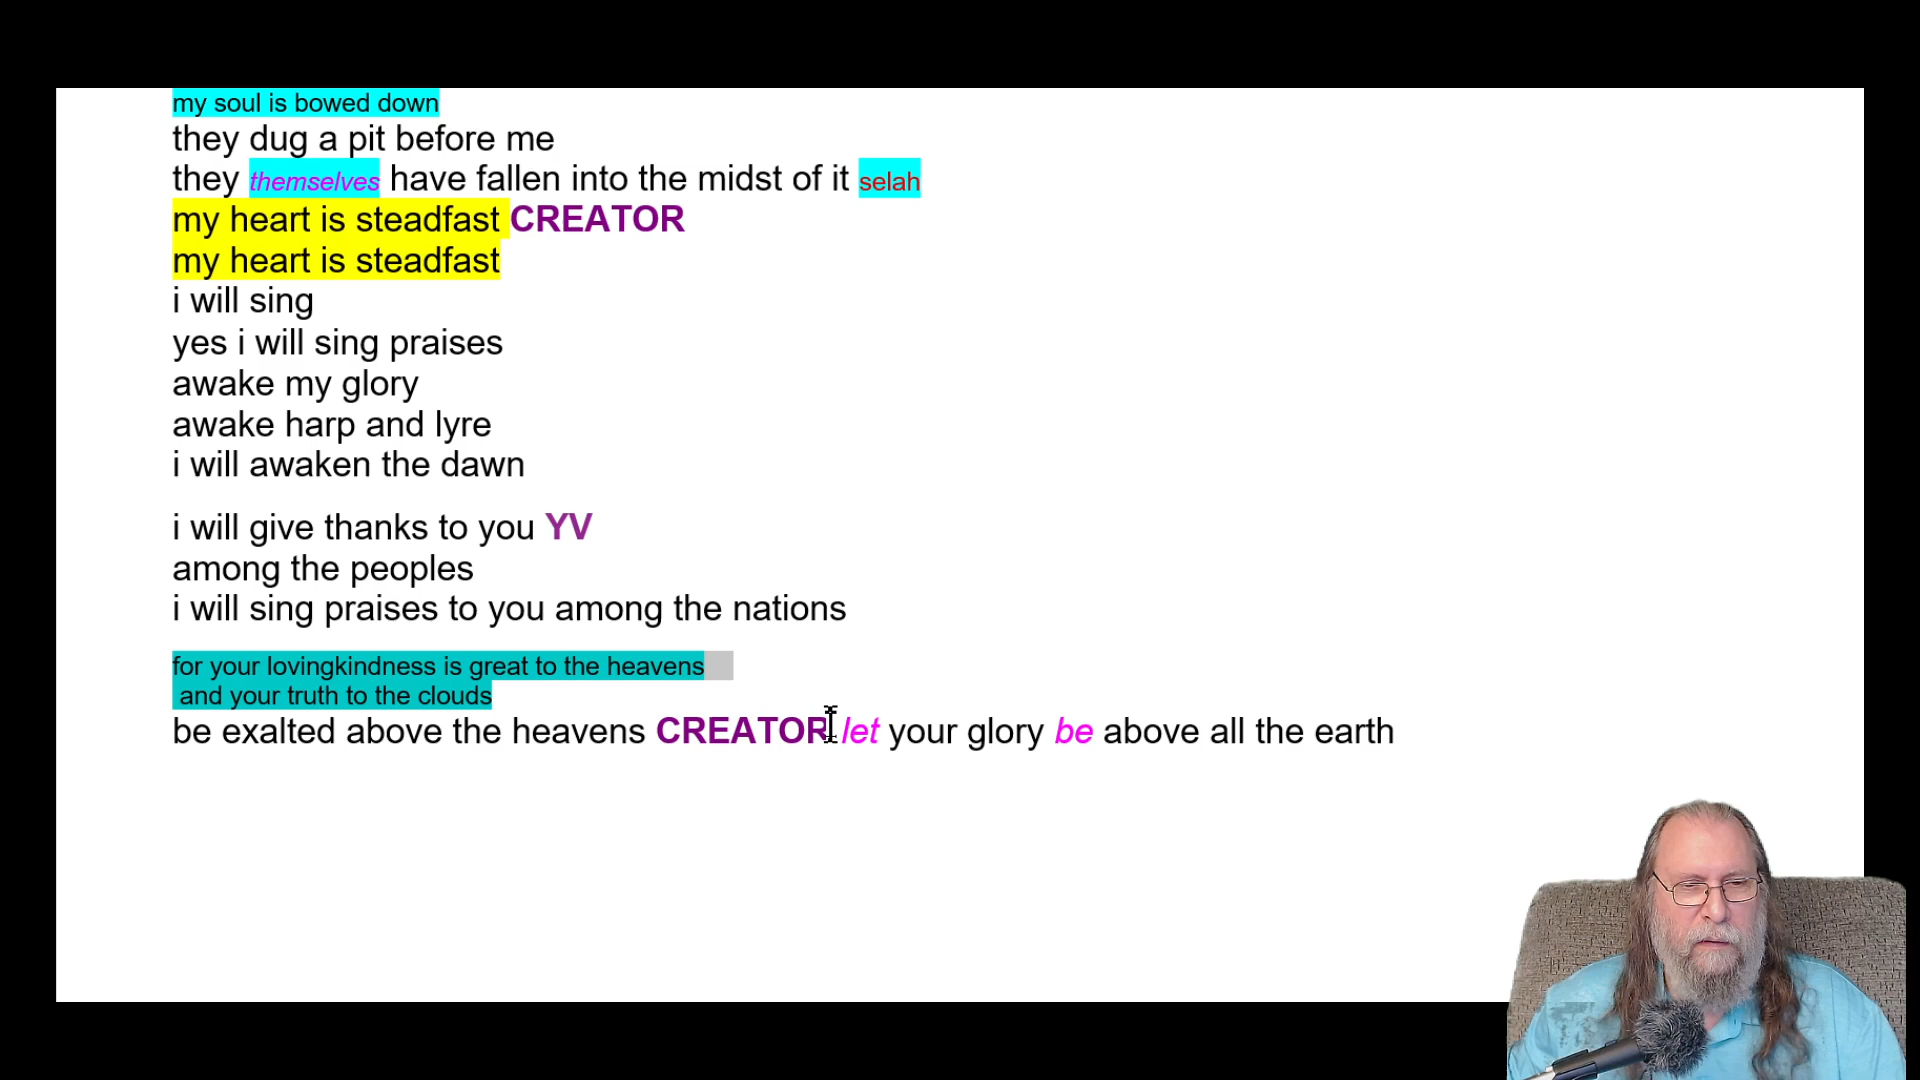 my soul is bowed down
they dug a pit before me
they themselves have fallen into the midst of it selah
my heart is steadfast CREATOR
my heart is steadfast
i will sing
yes i will sing praises
awake my glory
awake harp and lyre
i will awaken the dawn
i will give thanks to you YV
among the peoples
i will sing praises to you among the nations
for your lovingkindness is great to the heavens
and your truth to the clouds
be exalted above the heavens CREATOR let your glory be above all the earth